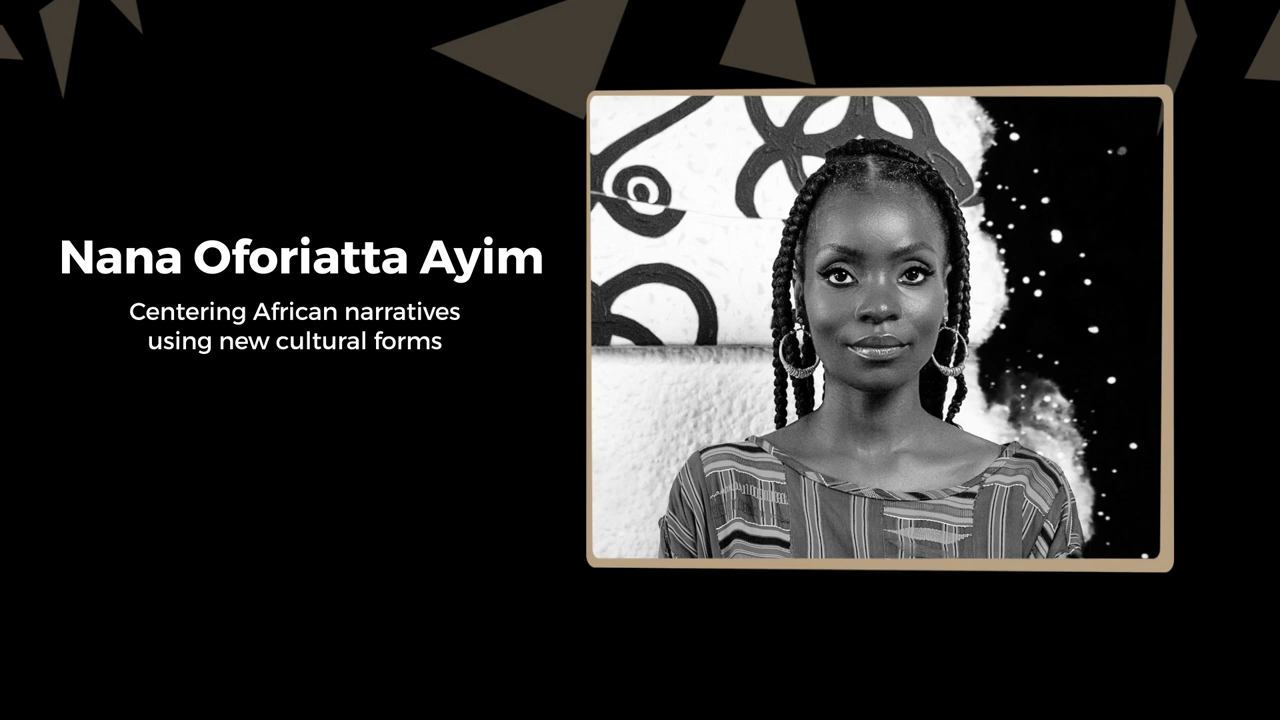 Nana Oforiatta Ayim
Centering African narratives
using new cultural forms